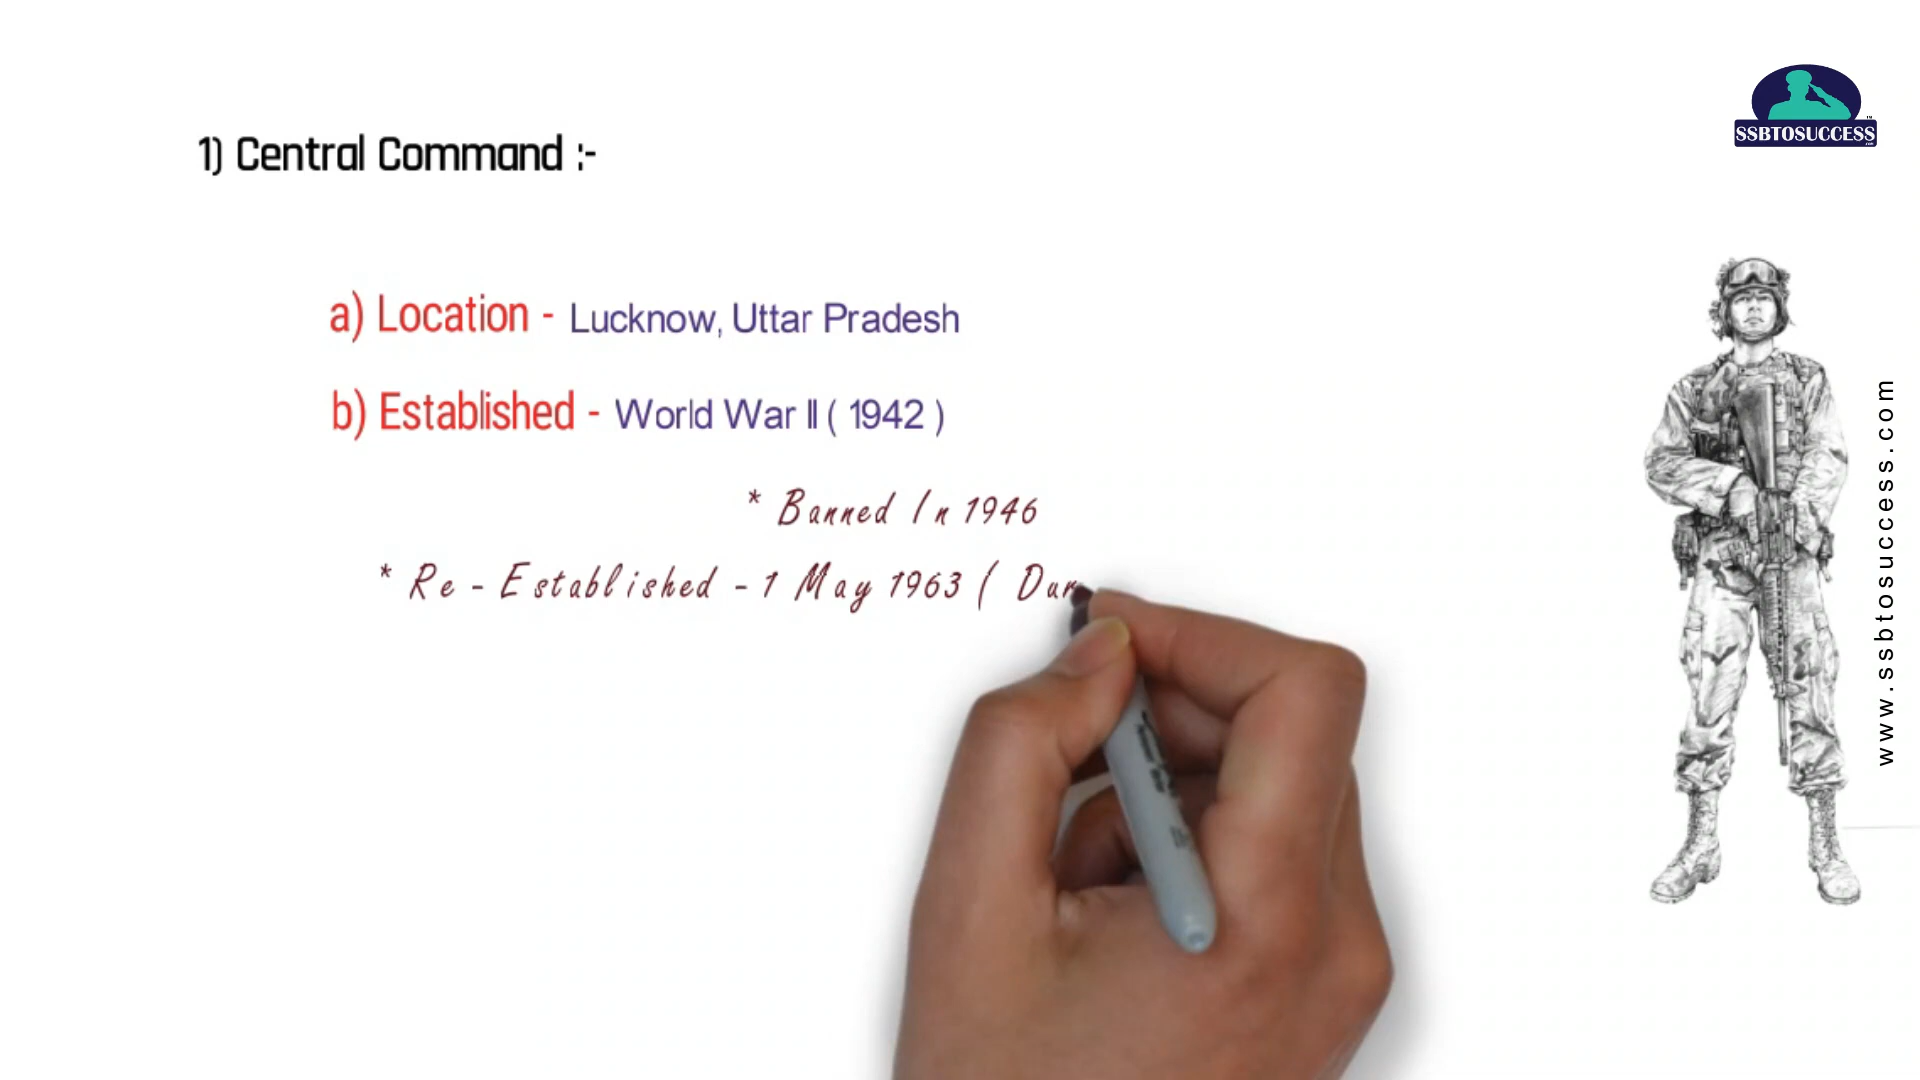 SSBTOSUCCESS
1) Central Command :-
a) Location - Lucknow, Uttar Pradesh
b) Established - World War II ( 1942 )
* Banned In 1946
* Re - Established - 1 May 1963 ( Dur
www.ssbtosuccess.com